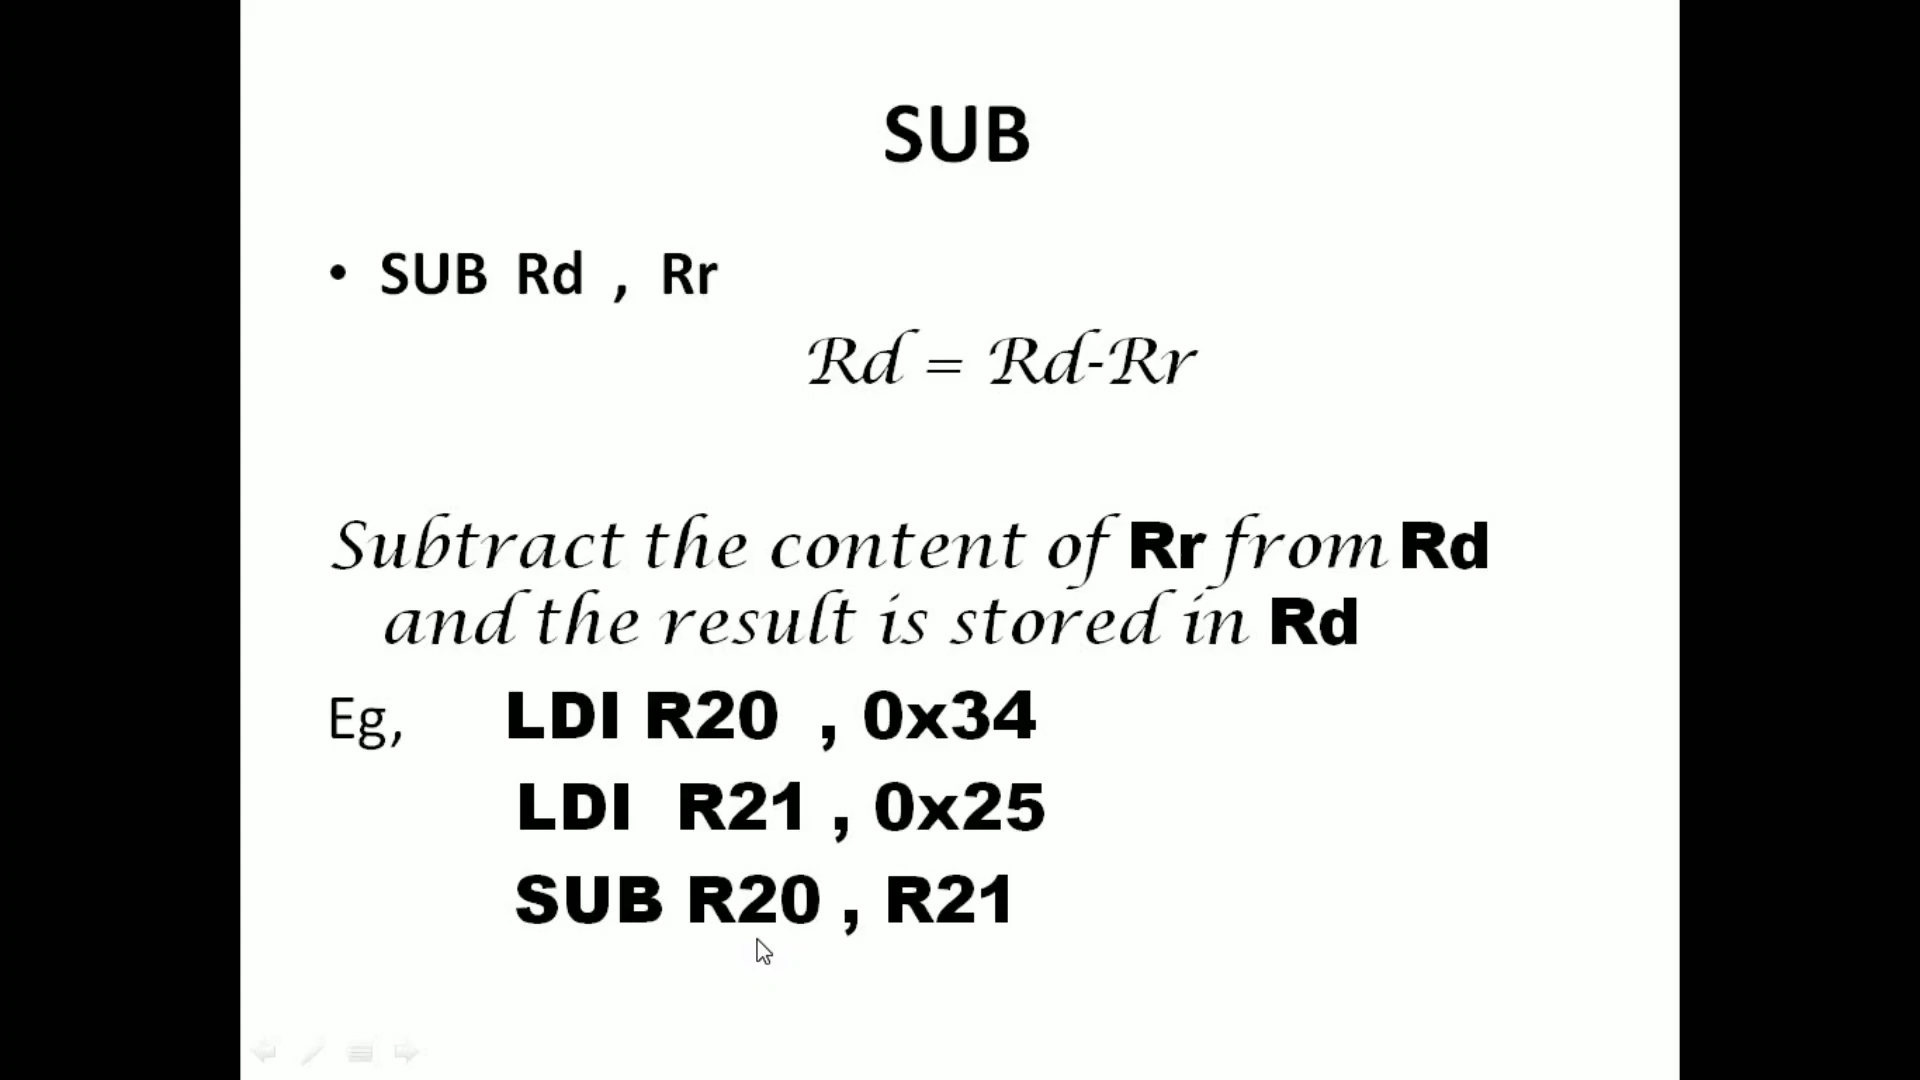 SUB
• SUB Rd , Rr
Rd = Rd-Rr
Subtract the content of Rr from Rd
and the result is stored in Rd
Eg, LDI R20 , 0x34
LDI R21 , 0x25
SUB R20 , R21